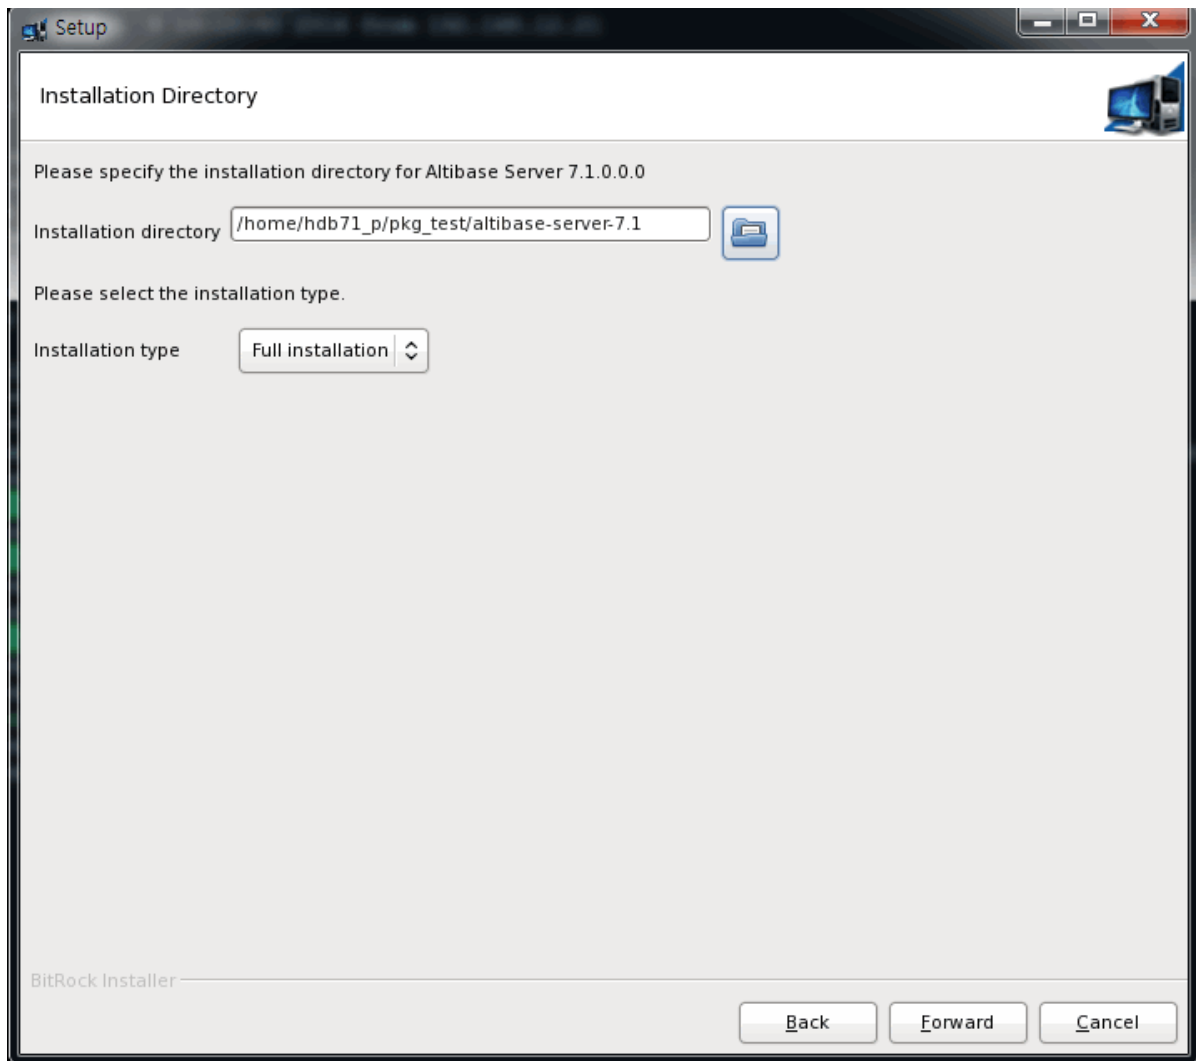 Setup
Installation Directory
Please specify the installation directory for Altibase Server 7.1.0.0.0
Installation directory /home/hdb71_p/pkg_test/altibase-server-7.1
Please select the installation type.
Installation type Full installation
BitRock Installer
Back Forward Cancel